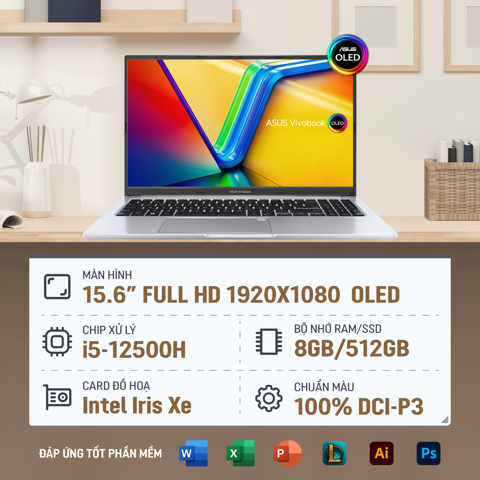 ASUS
OLED
ASUS Vivobook
OLED
ASUS Vivobook
MÀN HÌNH
15.6” FULL HD 1920X1080 OLED
CHIP XỬ LÝ
i5-12500H
BỘ NHỚ RAM/SSD
8GB/512GB
CARD ĐỒ HOẠ
Intel Iris Xe
CHUẨN MÀU
100% DCI-P3
ĐÁP ỨNG TỐT PHẦN MỀM
W
X
P
L
Ai
Ps